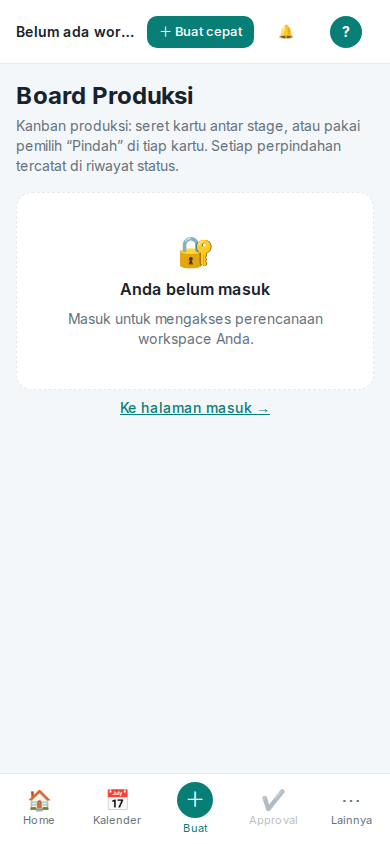 Belum ada wor...
+ Buat cepat
?
Board Produksi
Kanban produksi: seret kartu antar stage, atau pakai
pemilih “Pindah” di tiap kartu. Setiap perpindahan
tercatat di riwayat status.
Anda belum masuk
Masuk untuk mengakses perencanaan
workspace Anda.
Ke halaman masuk →
Home
Kalender
Buat
Approval
Lainnya